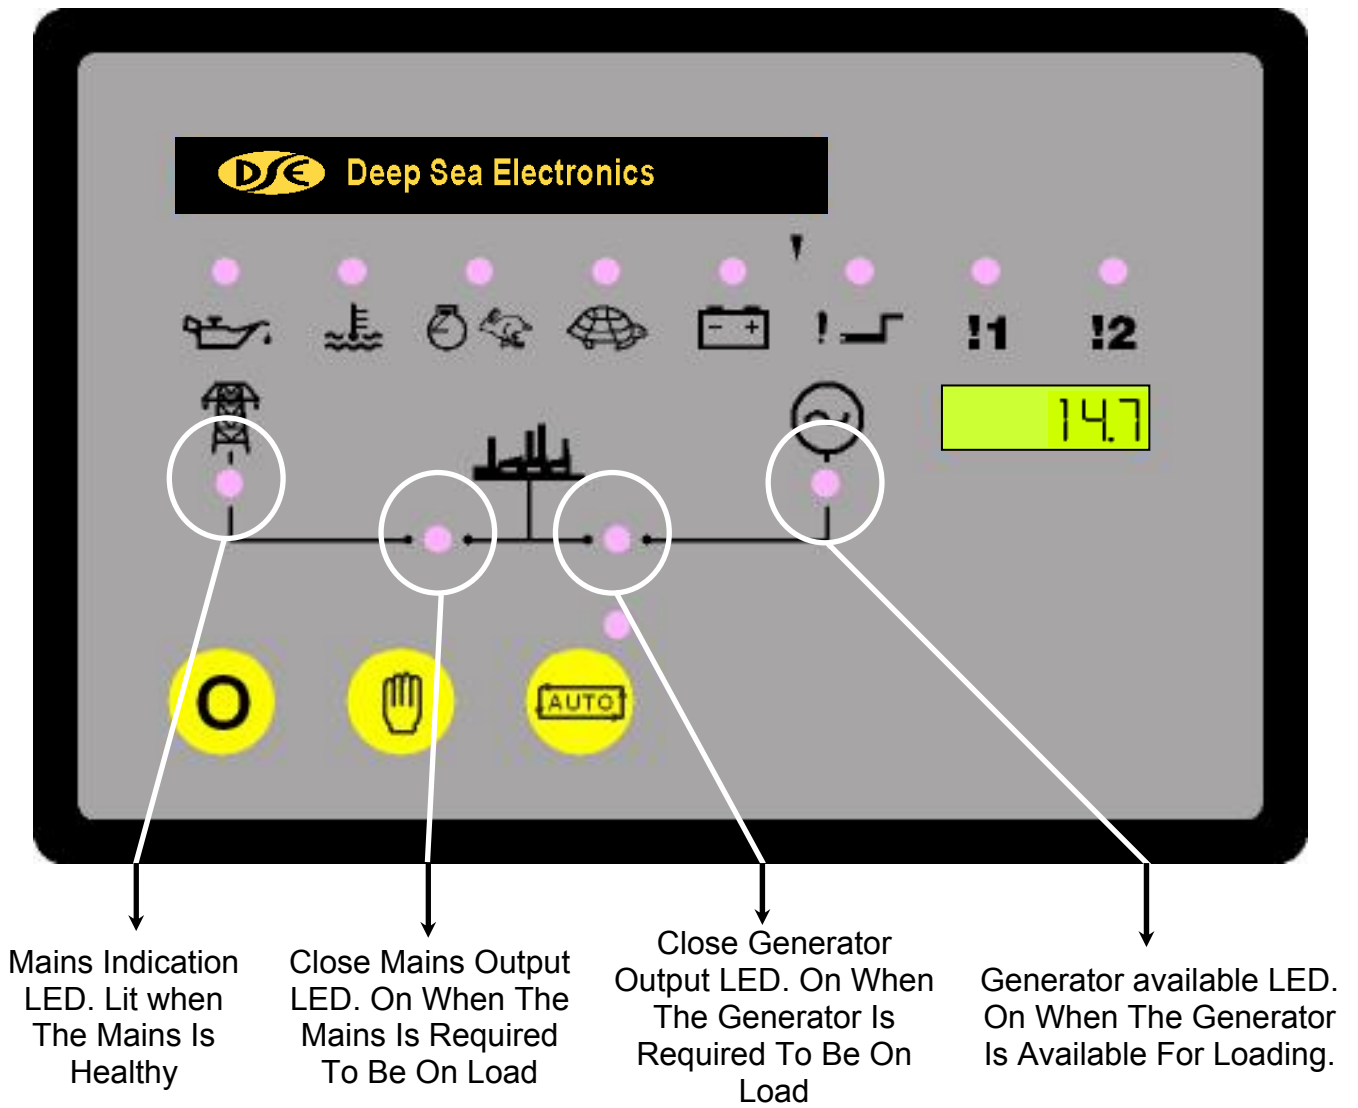 DSE Deep Sea Electronics
- + ! !1 !2
14.7
O AUTO
Mains Indication
LED. Lit when
The Mains Is
Healthy
Close Mains Output
LED. On When The
Mains Is Required
To Be On Load
Close Generator
Output LED. On When
The Generator Is
Required To Be On
Load
Generator available LED.
On When The Generator
Is Available For Loading.